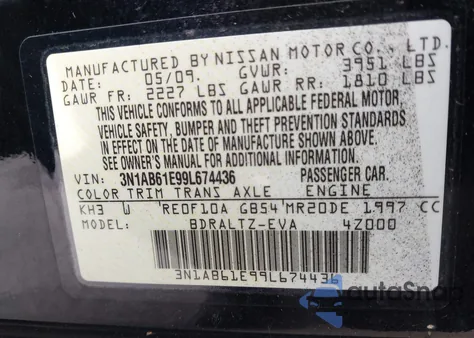 MANUFACTURED BY NISSAN MOTOR CO., LTD.
DATE: 05/09. GVWR: 3951 LBS
GAWR FR: 2227 LBS GAWR RR: 1810 LBS
THIS VEHICLE CONFORMS TO ALL APPLICABLE FEDERAL MOTOR
VEHICLE SAFETY, BUMPER AND THEFT PREVENTION STANDARDS
IN EFFECT ON THE DATE OF MANUFACTURE SHOWN ABOVE.
SEE OWNER'S MANUAL FOR ADDITIONAL INFORMATION.
VIN: 3N1AB61E99L674436 PASSENGER CAR.
COLOR TRIM TRANS AXLE ENGINE
KH3 W RE0F10A GB54 MR20DE 1997 CC
MODEL: BDRALTZ-EVA 4Z000
3N1AB61E99L674436
autoSnap